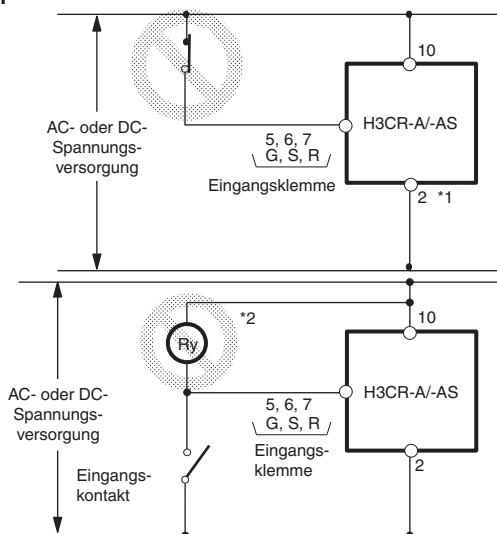 10
AC- oder DC-
Spannungs-
versorgung
H3CR-A/-AS
5, 6, 7
G, S, R
Eingangsklemme
2 *1
*2
10
Ry
AC- oder DC-
Spannungs-
versorgung
H3CR-A/-AS
5, 6, 7
G, S, R
Eingangs-
klemme
Eingangs-
kontakt
2